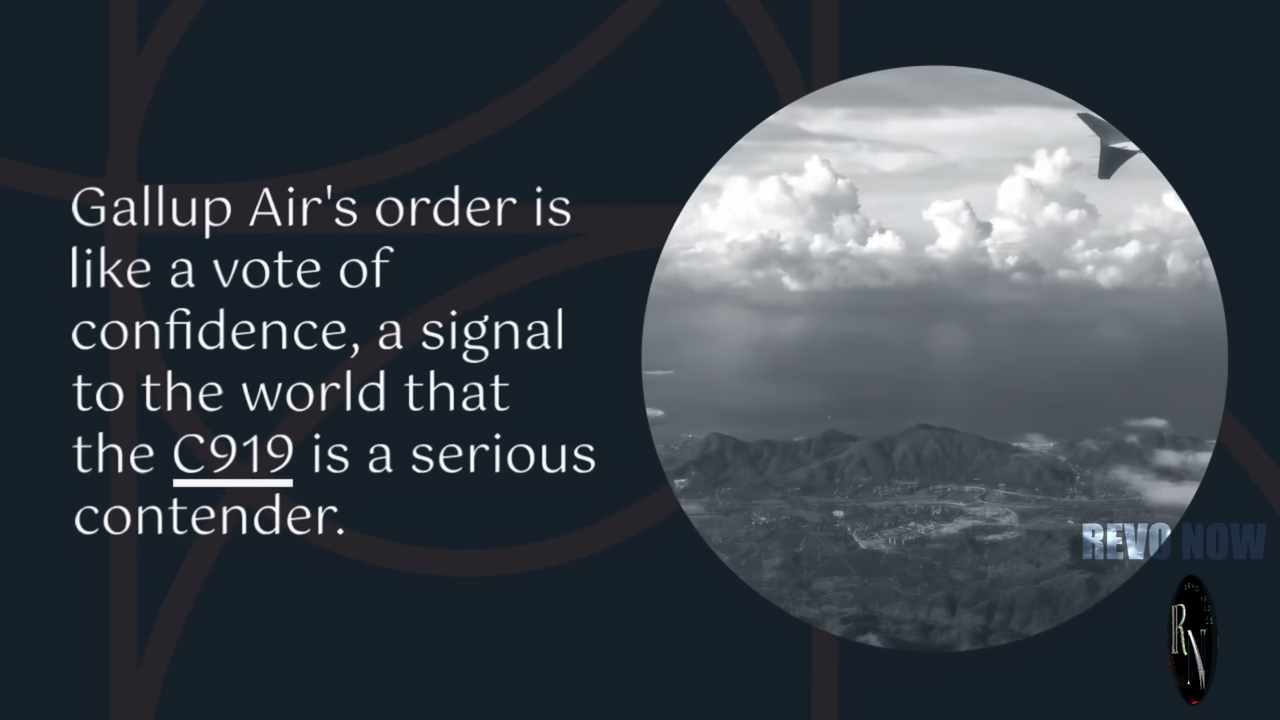 Gallup Air's order is
like a vote of
confidence, a signal
to the world that
the C919 is a serious
contender.
REVO NOW
RN